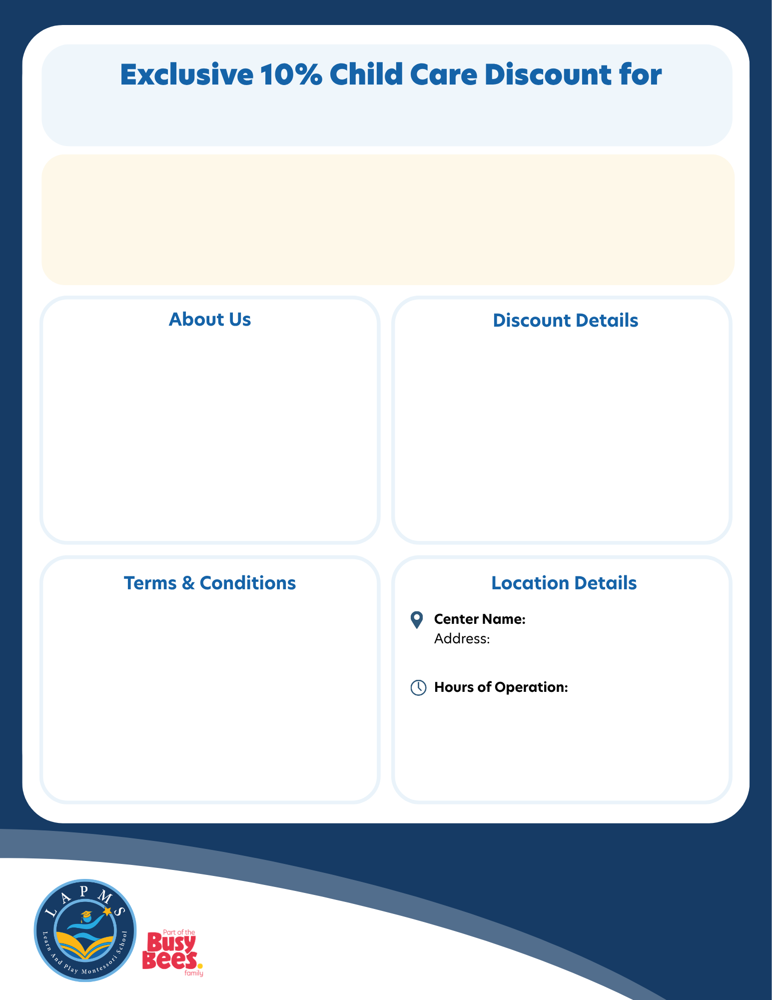 Exclusive 10% Child Care Discount for
About Us
Discount Details
Terms & Conditions
Location Details
Center Name:
Address:
Hours of Operation:
L A P M S
Learn And Play Montessori School
Part of the
Busy
Bees.
family